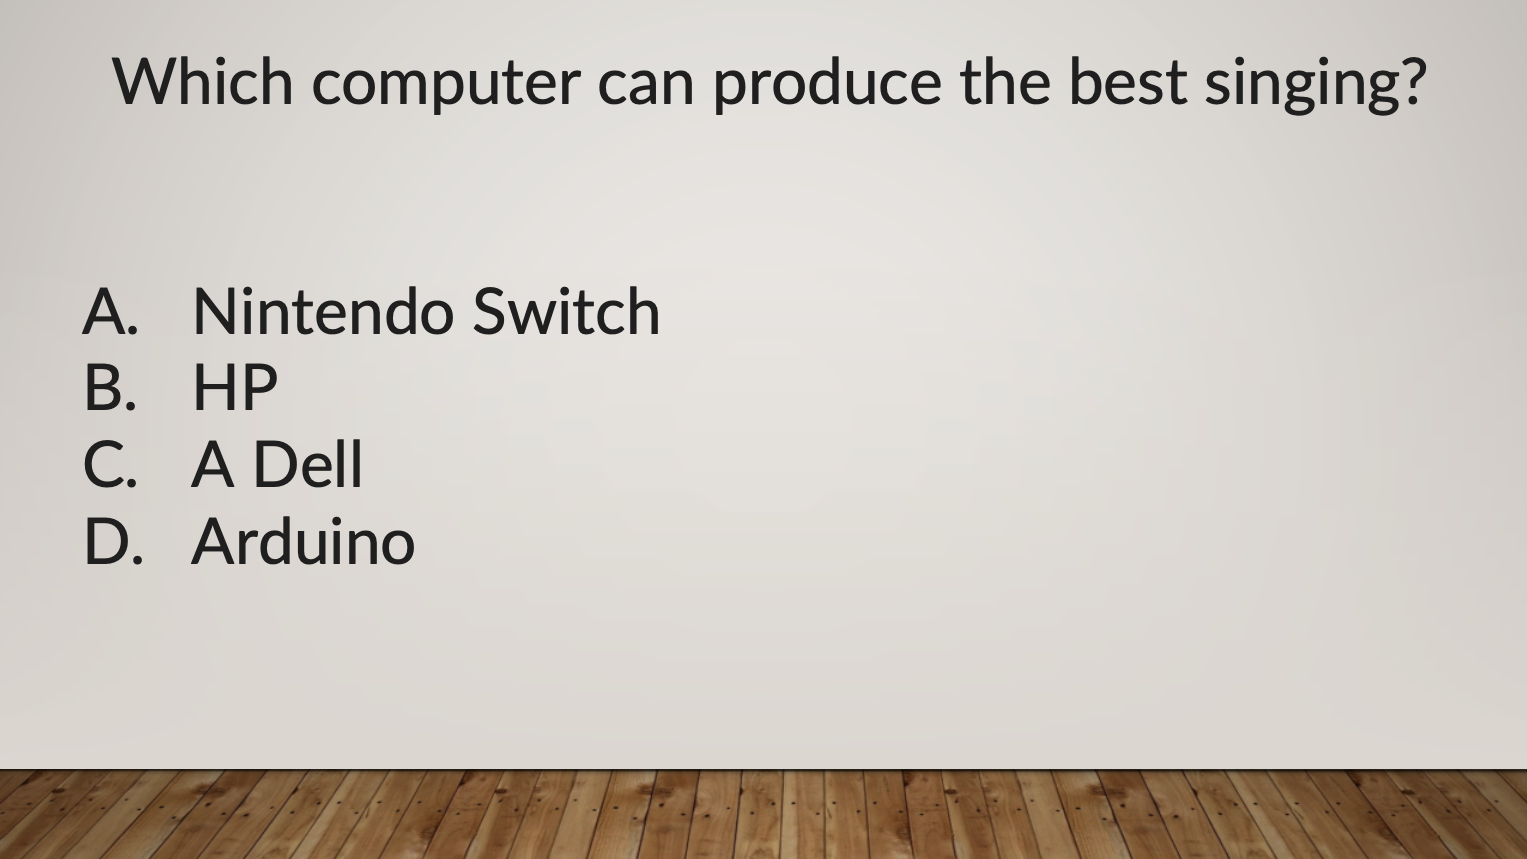 Which computer can produce the best singing?
A. Nintendo Switch
B. HP
C. A Dell
D. Arduino